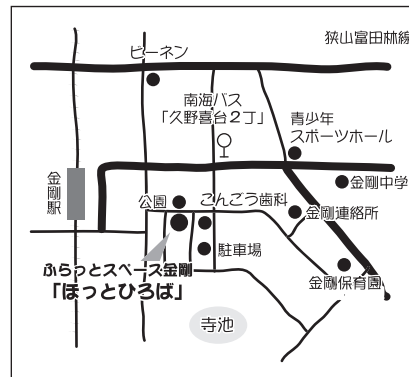 狭山富田林線
ピーネン
南海バス
「久野喜台2丁」
青少年
スポーツホール
金剛駅
金剛中学
公園
こんごう歯科
金剛連絡所
駐車場
ふらっとスペース金剛
「ほっとひろば」
金剛保育園
寺池